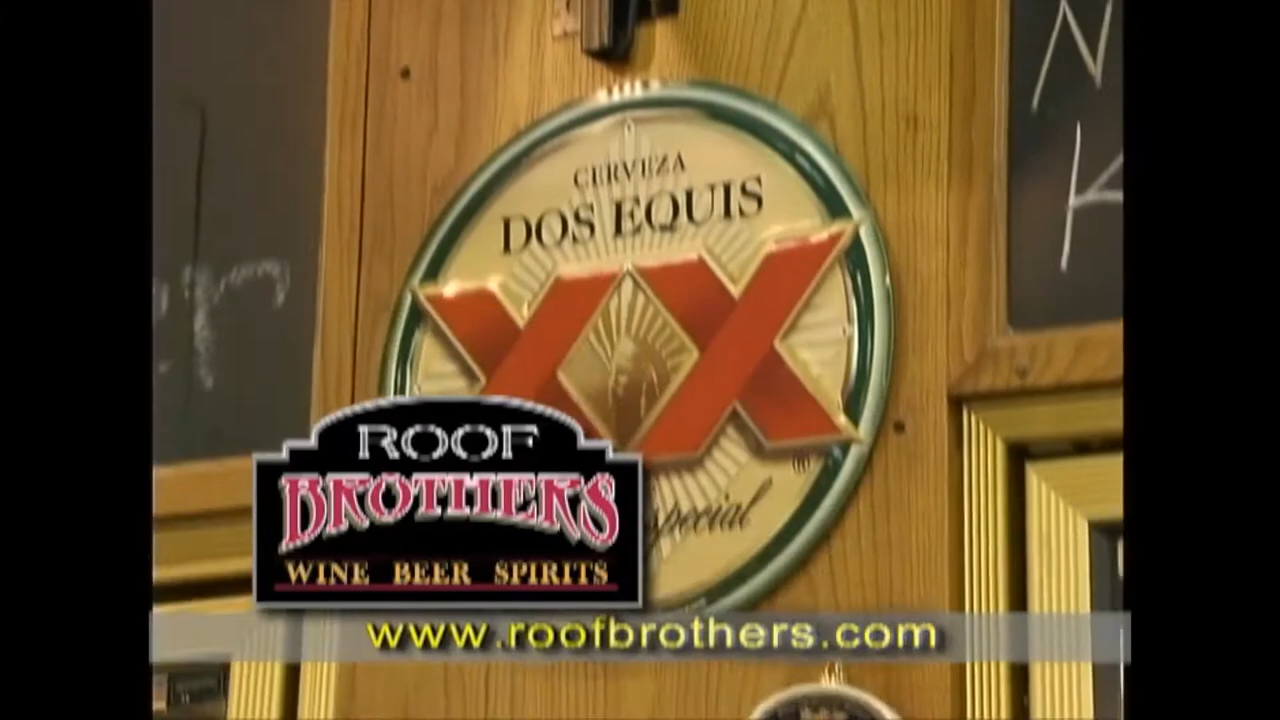 CERVEZA
DOS EQUIS
XX
®
special
ROOF
BROTHERS
WINE BEER SPIRITS
www.roofbrothers.com
N
K